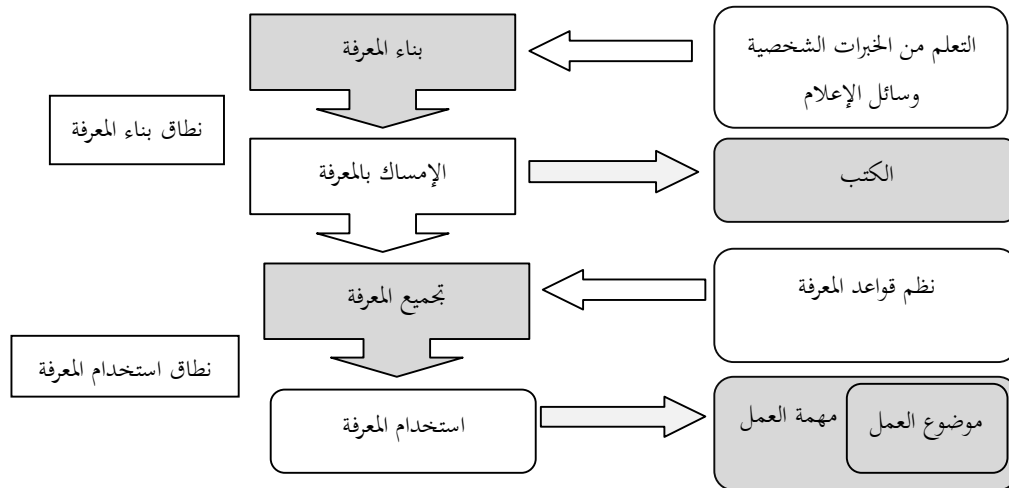 التعلم من الخبرات الشخصية
وسائل الإعلام
بناء المعرفة
نطاق بناء المعرفة
الكتب
الإمساك بالمعرفة
نظم قواعد المعرفة
تجميع المعرفة
نطاق استخدام المعرفة
موضوع العمل
مهمة العمل
استخدام المعرفة